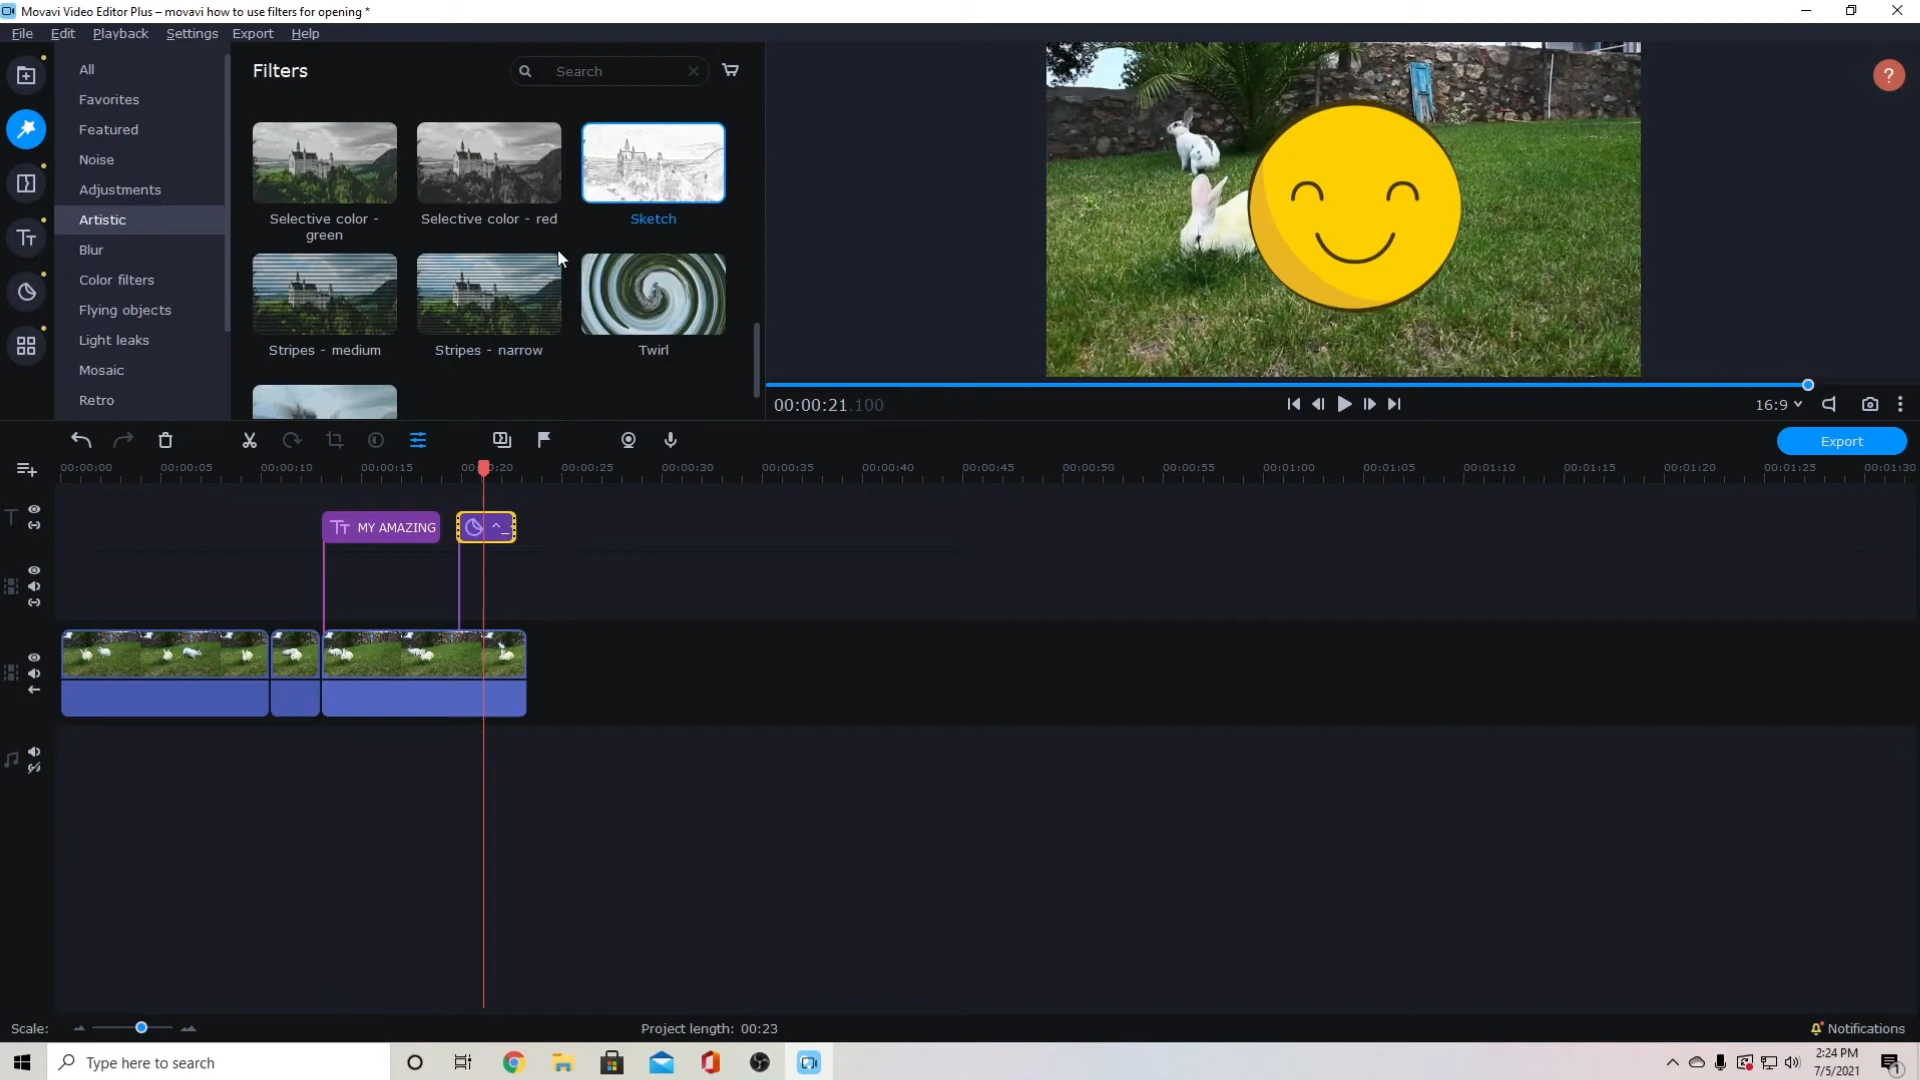 Movavi Video Editor Plus – movavi how to use filters for opening *
File Edit Playback Settings Export Help
All
Favorites
Featured
Noise
Adjustments
Artistic
Blur
Color filters
Flying objects
Light leaks
Mosaic
Retro
Filters
Search
Selective color - green
Selective color - red
Sketch
Stripes - medium
Stripes - narrow
Twirl
?
00:00:21.100
16:9
Export
00:00:00 00:00:05 00:00:10 00:00:15 00:00:20 00:00:25 00:00:30 00:00:35 00:00:40 00:00:45 00:00:50 00:00:55 00:01:00 00:01:05 00:01:10 00:01:15 00:01:20 00:01:25 00:01:30
MY AMAZING
^_
Scale:
Project length: 00:23
Notifications
Type here to search
2:24 PM
7/5/2021
1